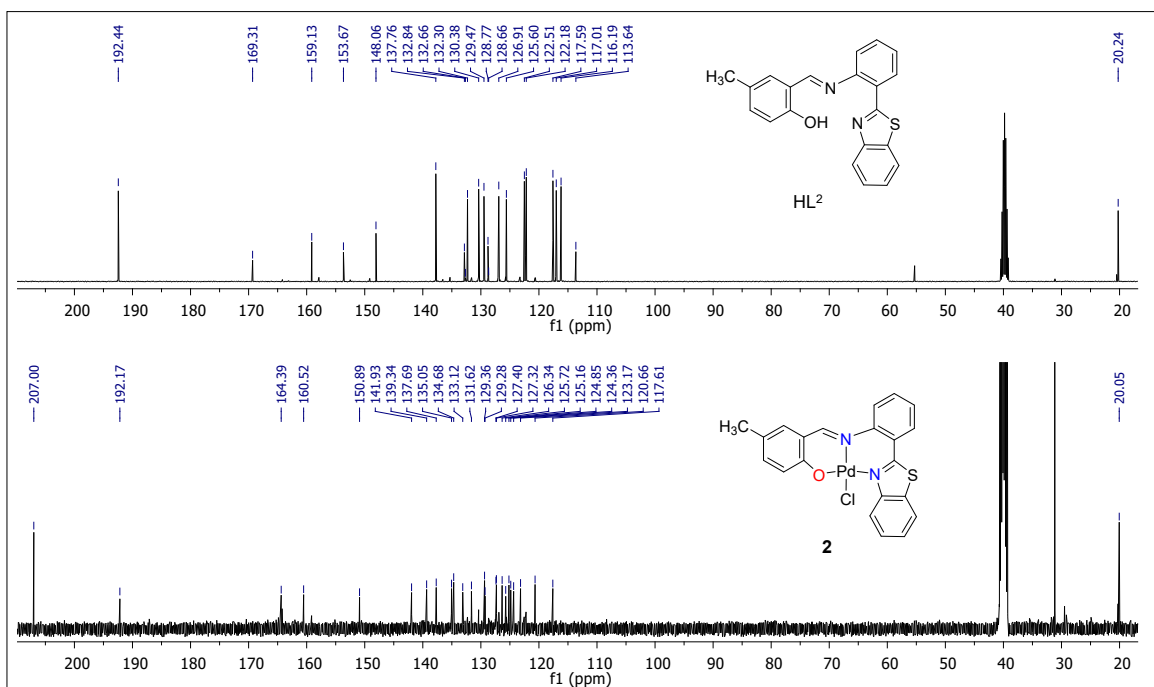 192.44
169.31
159.13
153.67
148.06
137.76
132.84
132.66
132.30
130.38
129.47
128.77
128.66
126.91
125.60
122.51
122.18
117.59
117.01
116.19
113.64
20.24
H₃C
N
OH
N
S
HL²
200 190 180 170 160 150 140 130 120 110 100 90 80 70 60 50 40 30 20
f1 (ppm)
207.00
192.17
164.39
160.52
150.89
141.93
139.34
137.69
135.05
134.68
133.12
131.62
129.36
129.28
127.40
127.32
126.34
125.72
125.16
124.85
124.36
123.17
120.66
117.61
20.05
H₃C
N
O
Pd
N
S
Cl
2
200 190 180 170 160 150 140 130 120 110 100 90 80 70 60 50 40 30 20
f1 (ppm)